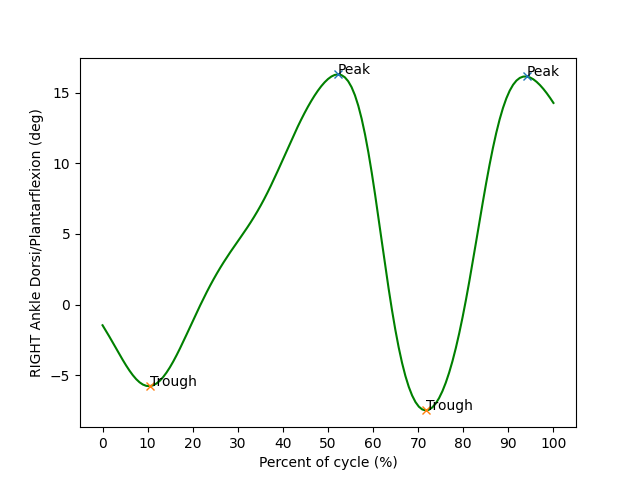 Peak
Peak
Trough
Trough
RIGHT Ankle Dorsi/Plantarflexion (deg)
15
10
5
0
−5
0 10 20 30 40 50 60 70 80 90 100
Percent of cycle (%)